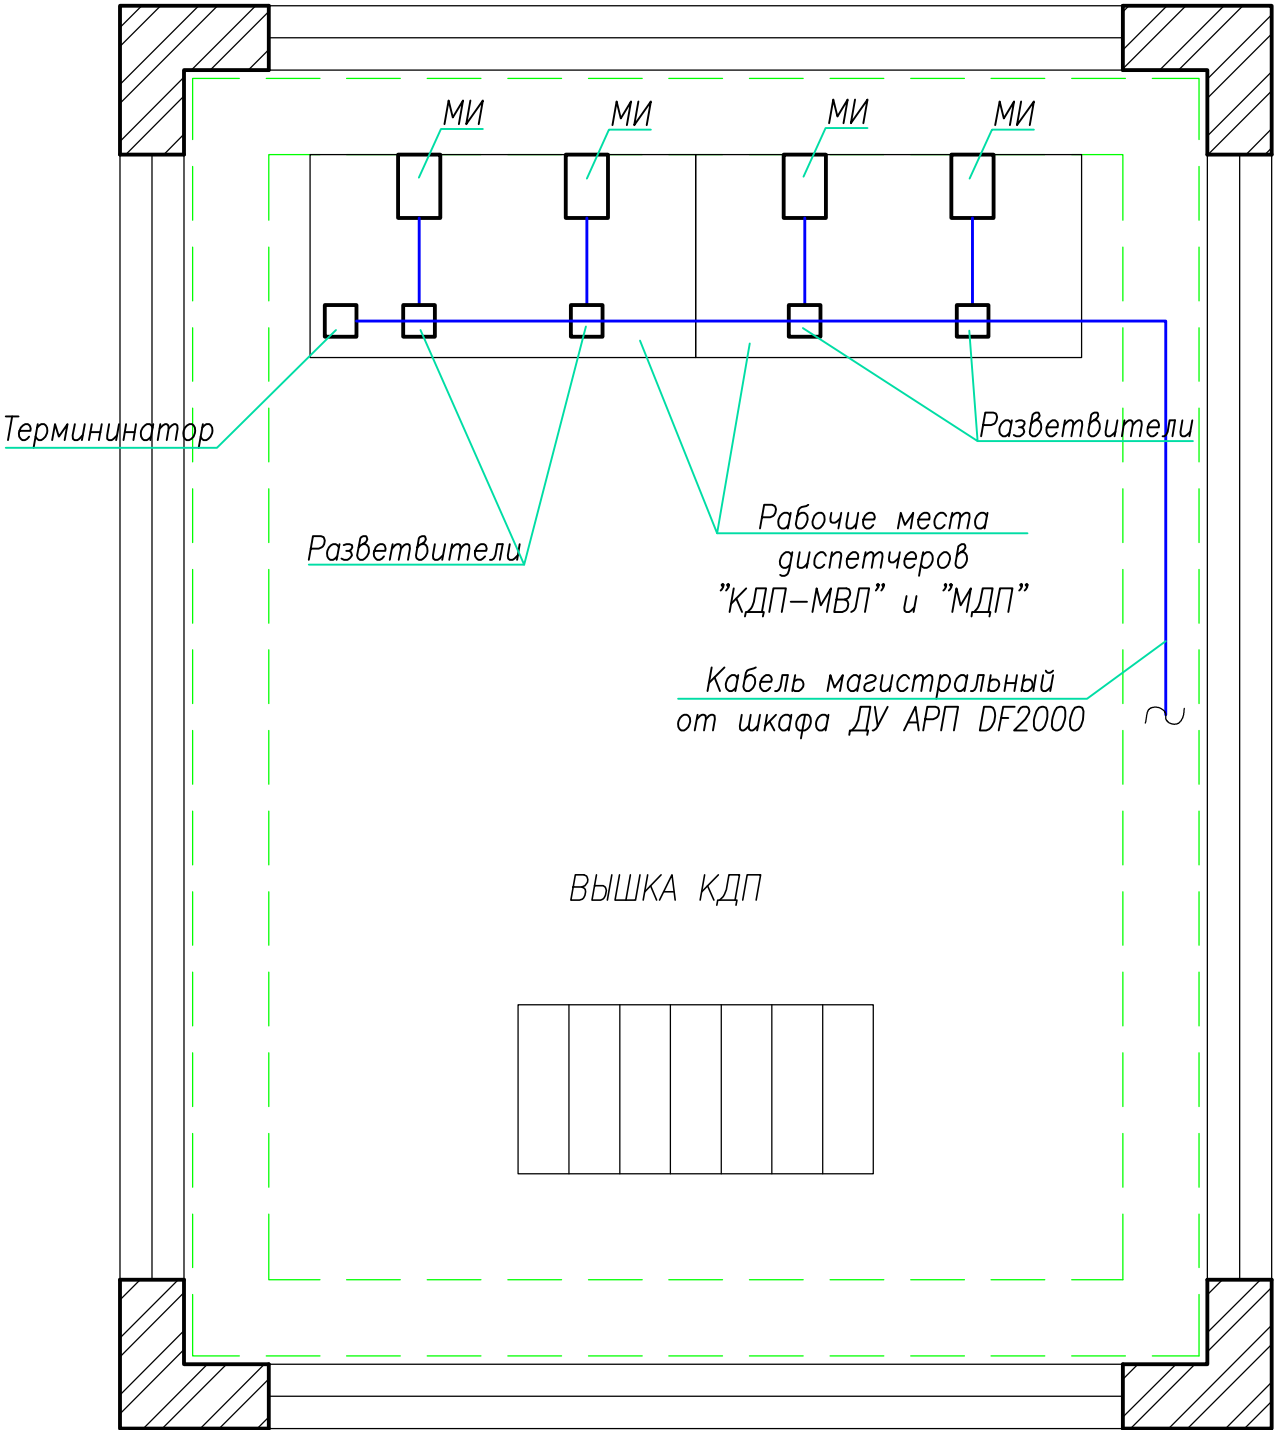 МИ
МИ
МИ
МИ
Термининатор
Разветвители
Разветвители
Рабочие места
диспетчеров
"КДП-МВЛ" и "МДП"
Кабель магистральный
от шкафа ДУ АРП DF2000
ВЫШКА КДП